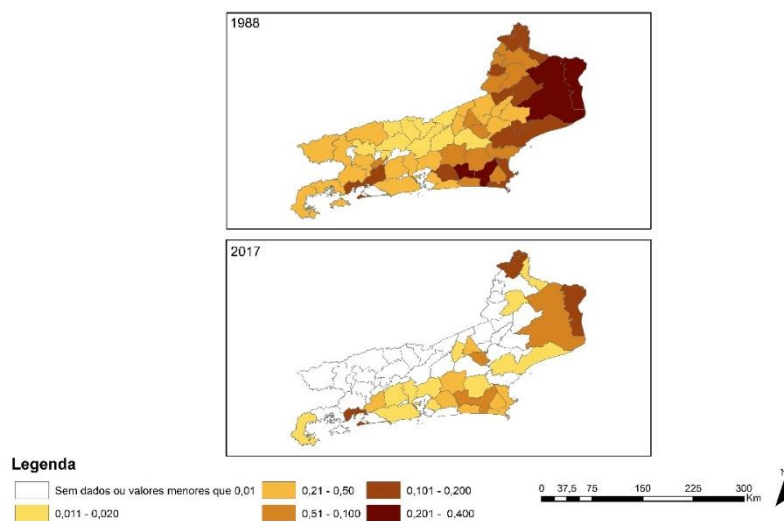 1988
2017
Legenda
Sem dados ou valores menores que 0,01
0,21 - 0,50
0,101 - 0,200
0,011 - 0,020
0,51 - 0,100
0,201 - 0,400
0 37,5 75 150 225 300
Km
N